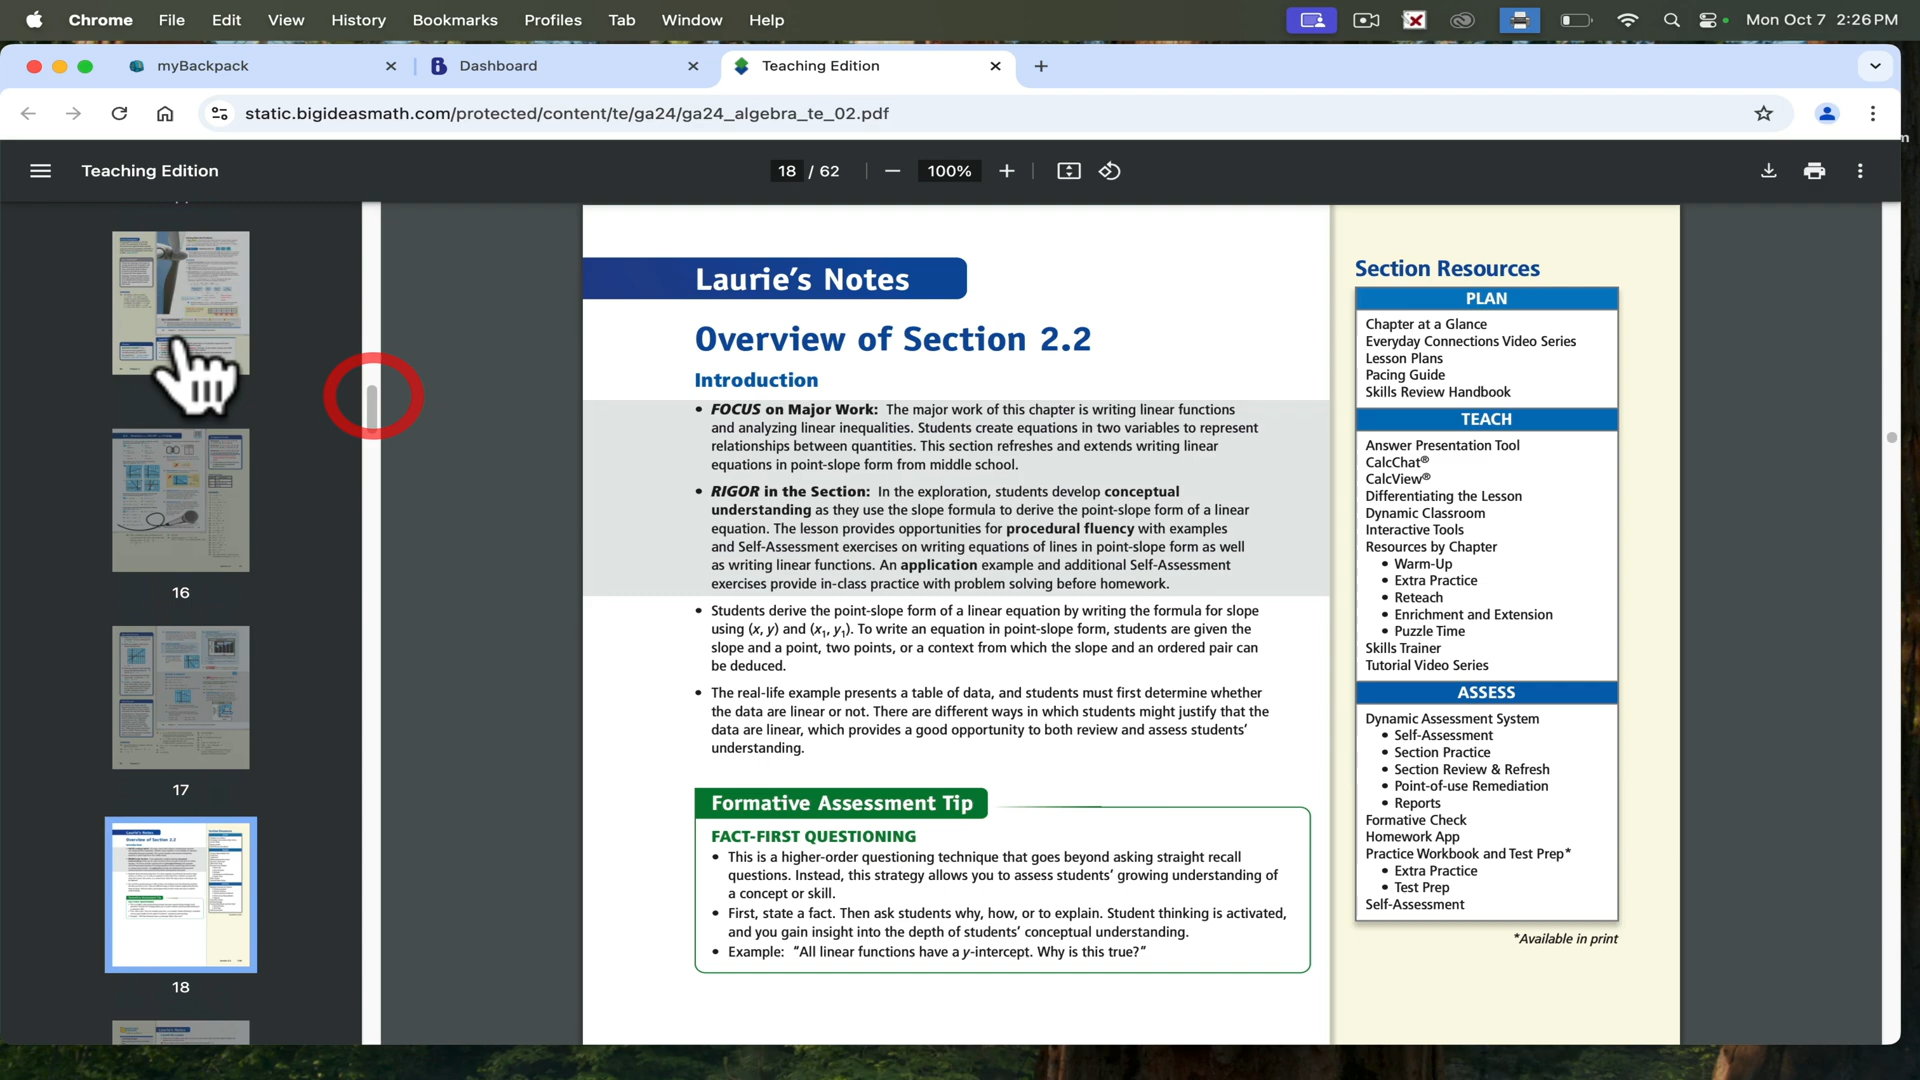 Chrome File Edit View History Bookmarks Profiles Tab Window Help Mon Oct 7 2:26 PM
myBackpack Dashboard Teaching Edition
static.bigideasmath.com/protected/content/te/ga24/ga24_algebra_te_02.pdf
Teaching Edition 18 / 62 100%
16
17
18
Laurie's Notes
Overview of Section 2.2
Introduction
• FOCUS on Major Work: The major work of this chapter is writing linear functions
and analyzing linear inequalities. Students create equations in two variables to represent
relationships between quantities. This section refreshes and extends writing linear
equations in point-slope form from middle school.
• RIGOR in the Section: In the exploration, students develop conceptual
understanding as they use the slope formula to derive the point-slope form of a linear
equation. The lesson provides opportunities for procedural fluency with examples
and Self-Assessment exercises on writing equations of lines in point-slope form as well
as writing linear functions. An application example and additional Self-Assessment
exercises provide in-class practice with problem solving before homework.
• Students derive the point-slope form of a linear equation by writing the formula for slope
using (x, y) and (x₁, y₁). To write an equation in point-slope form, students are given the
slope and a point, two points, or a context from which the slope and an ordered pair can
be deduced.
• The real-life example presents a table of data, and students must first determine whether
the data are linear or not. There are different ways in which students might justify that the
data are linear, which provides a good opportunity to both review and assess students'
understanding.
Formative Assessment Tip
FACT-FIRST QUESTIONING
• This is a higher-order questioning technique that goes beyond asking straight recall
questions. Instead, this strategy allows you to assess students' growing understanding of
a concept or skill.
• First, state a fact. Then ask students why, how, or to explain. Student thinking is activated,
and you gain insight into the depth of students' conceptual understanding.
• Example: "All linear functions have a y-intercept. Why is this true?"
Section Resources
PLAN
Chapter at a Glance
Everyday Connections Video Series
Lesson Plans
Pacing Guide
Skills Review Handbook
TEACH
Answer Presentation Tool
CalcChat®
CalcView®
Differentiating the Lesson
Dynamic Classroom
Interactive Tools
Resources by Chapter
• Warm-Up
• Extra Practice
• Reteach
• Enrichment and Extension
• Puzzle Time
Skills Trainer
Tutorial Video Series
ASSESS
Dynamic Assessment System
• Self-Assessment
• Section Practice
• Section Review & Refresh
• Point-of-use Remediation
• Reports
Formative Check
Homework App
Practice Workbook and Test Prep*
• Extra Practice
• Test Prep
Self-Assessment
*Available in print